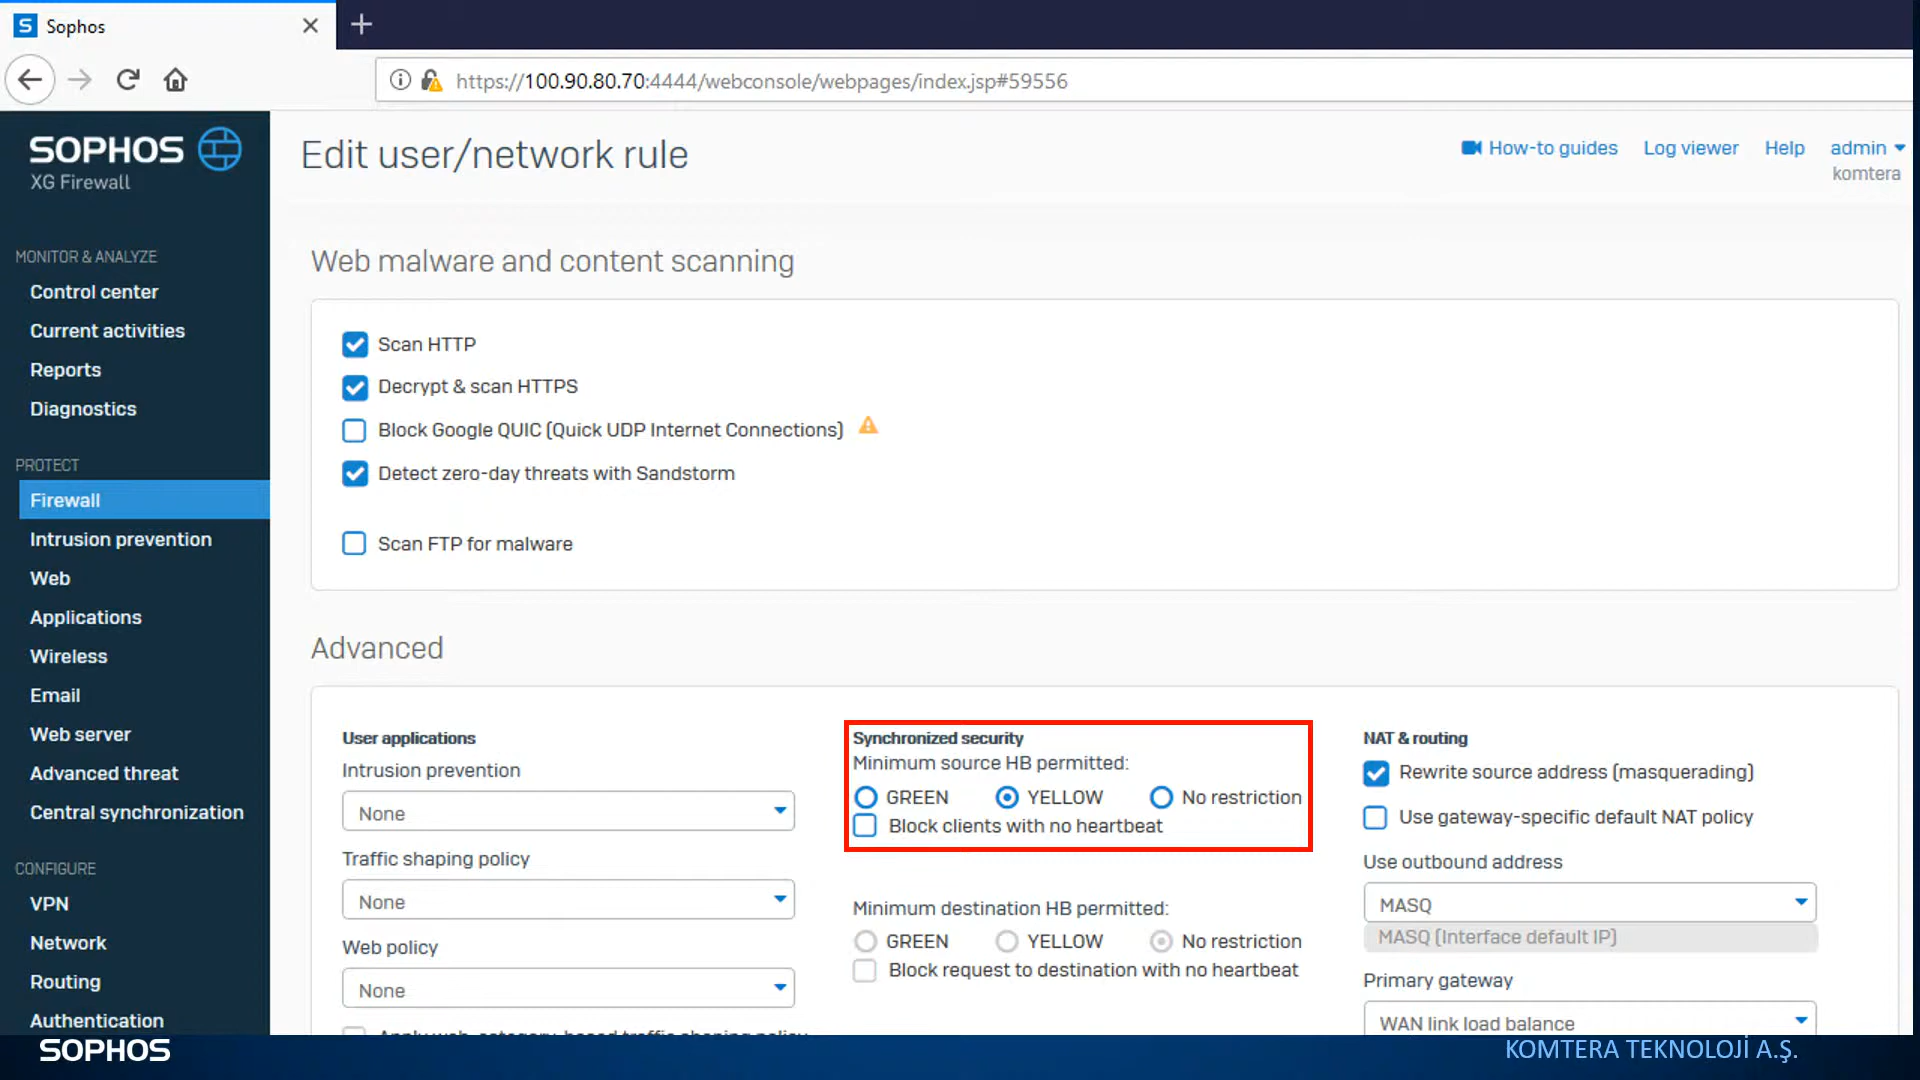 Sophos
https://100.90.80.70:4444/webconsole/webpages/index.jsp#59556
SOPHOS
XG Firewall
Edit user/network rule
How-to guides
Log viewer
Help
admin
komtera
MONITOR & ANALYZE
Control center
Current activities
Reports
Diagnostics
PROTECT
Firewall
Intrusion prevention
Web
Applications
Wireless
Email
Web server
Advanced threat
Central synchronization
CONFIGURE
VPN
Network
Routing
Authentication
Web malware and content scanning
Scan HTTP
Decrypt & scan HTTPS
Block Google QUIC (Quick UDP Internet Connections)
Detect zero-day threats with Sandstorm
Scan FTP for malware
Advanced
User applications
Intrusion prevention
None
Traffic shaping policy
None
Web policy
None
Apply web-category-based traffic shaping policy
Synchronized security
Minimum source HB permitted:
GREEN YELLOW No restriction
Block clients with no heartbeat
Minimum destination HB permitted:
GREEN YELLOW No restriction
Block request to destination with no heartbeat
NAT & routing
Rewrite source address (masquerading)
Use gateway-specific default NAT policy
Use outbound address
MASQ
MASQ (Interface default IP)
Primary gateway
WAN link load balance
SOPHOS
KOMTERA TEKNOLOJİ A.Ş.